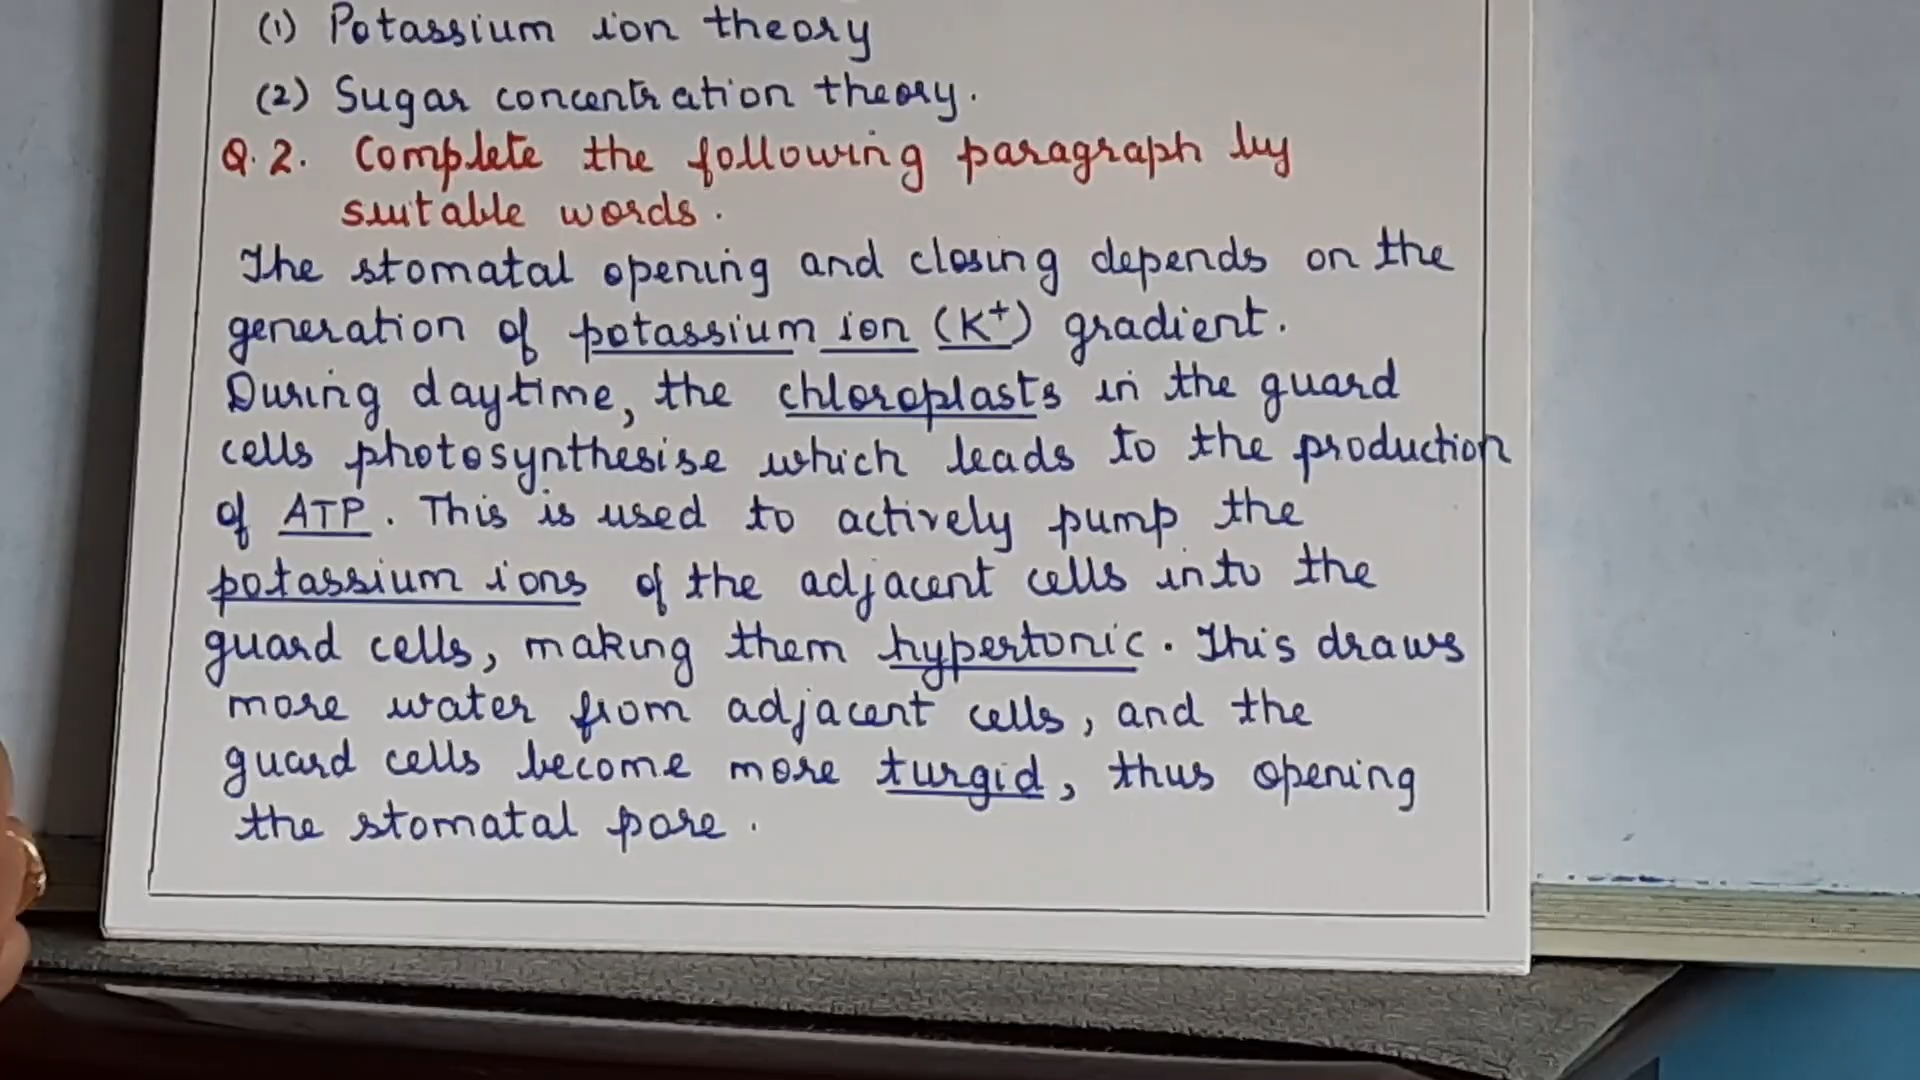 (1) Potassium ion theory
(2) Sugar concentration theory.
Q.2. Complete the following paragraph by
suitable words.
The stomatal opening and closing depends on the
generation of potassium ion (K⁺) gradient.
During daytime, the chloroplasts in the guard
cells photosynthesise which leads to the production
of ATP. This is used to actively pump the
potassium ions of the adjacent cells into the
guard cells, making them hypertonic. This draws
more water from adjacent cells, and the
guard cells become more turgid, thus opening
the stomatal pore.